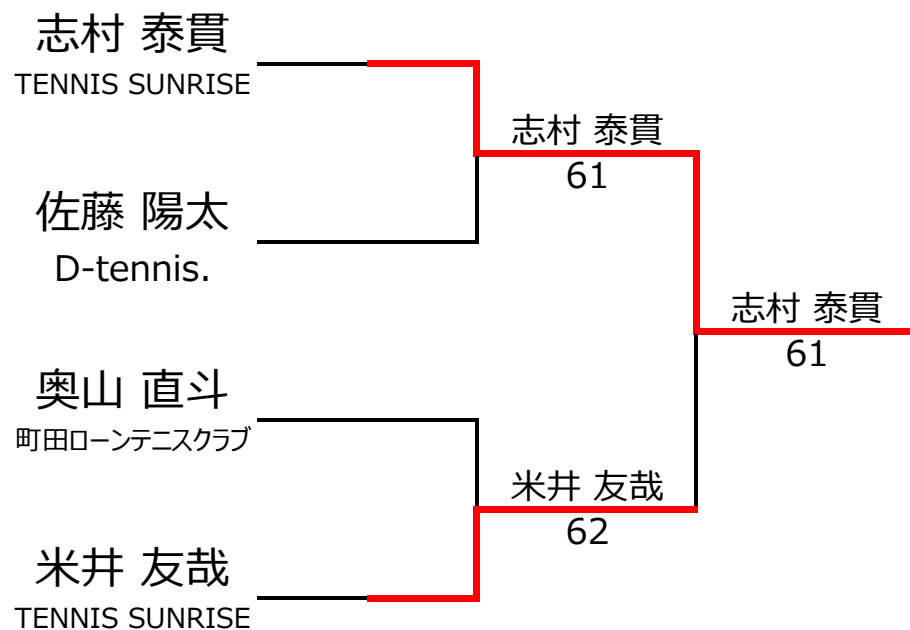 志村 泰貫
TENNIS SUNRISE
佐藤 陽太
D-tennis.
奥山 直斗
町田ローンテニスクラブ
米井 友哉
TENNIS SUNRISE
志村 泰貫
61
米井 友哉
62
志村 泰貫
61